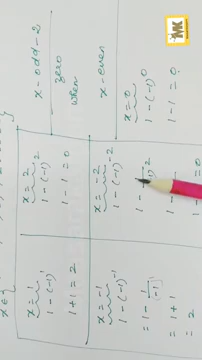 x = 1
1 - (-1)¹
1 + 1 = 2
x = 2
1 - (-1)²
1 - 1 = 0
x - odd - 2
zero
when
x = -1
1 - (-1)⁻¹
= 1 - 1/(-1)
= 1 + 1
= 2
x = -2
1 - (-1)⁻²
= 0
x - even
x = 0
1 - (-1)⁰
1 - 1 = 0
MK